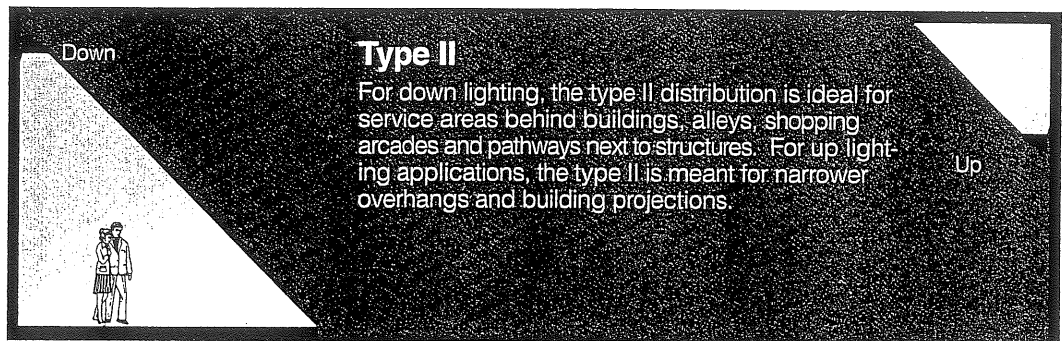 Down
Type II
For down lighting, the type II distribution is ideal for
service areas behind buildings, alleys, shopping
arcades and pathways next to structures. For up light-
ing applications, the type II is meant for narrower
overhangs and building projections.
Up